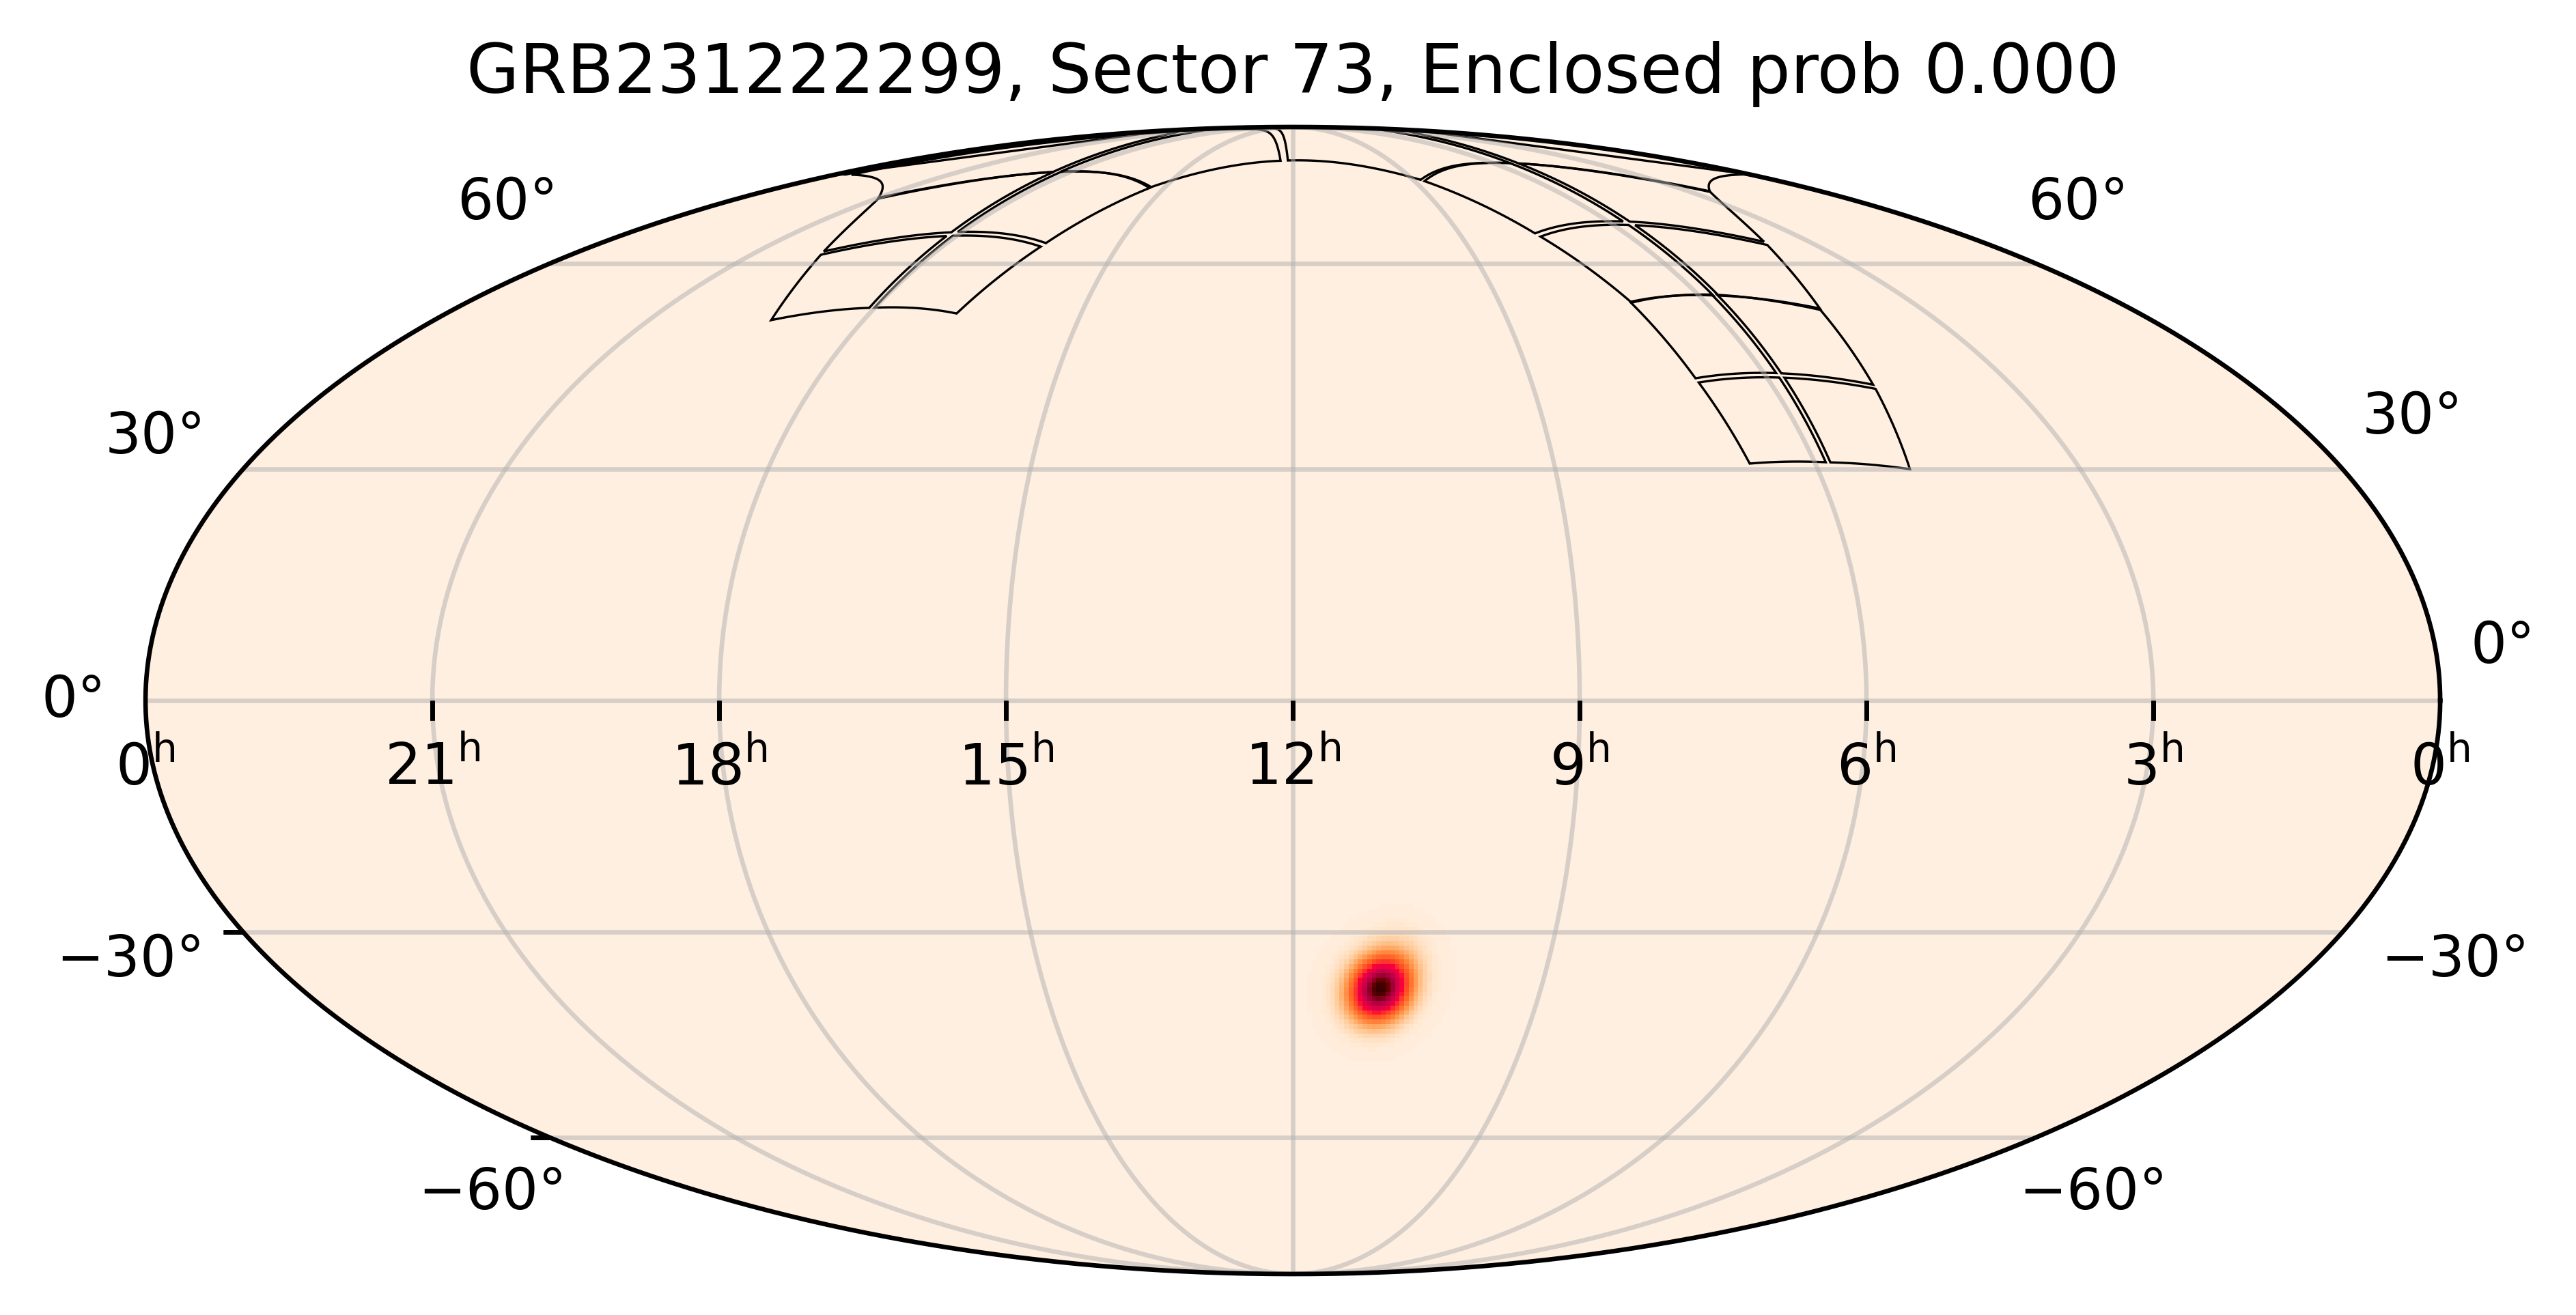 GRB231222299, Sector 73, Enclosed prob 0.000
60° 60°
30° 30°
0° 0°
0ʰ 21ʰ 18ʰ 15ʰ 12ʰ 9ʰ 6ʰ 3ʰ 0ʰ
−30° −30°
−60° −60°